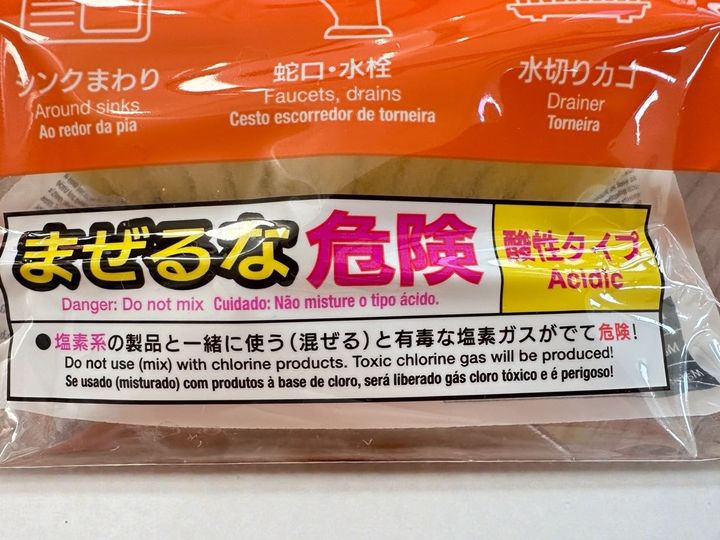 シンクまわり
Around sinks
Ao redor da pia
蛇口・水栓
Faucets, drains
Cesto escorredor de torneira
水切りカゴ
Drainer
Torneira
まぜるな 危険
Danger: Do not mix Cuidado: Não misture o tipo ácido.
酸性タイプ
Acidic
●塩素系の製品と一緒に使う(混ぜる)と有毒な塩素ガスがでて危険!
Do not use (mix) with chlorine products. Toxic chlorine gas will be produced!
Se usado (misturado) com produtos à base de cloro, será liberado gás cloro tóxico e é perigoso!